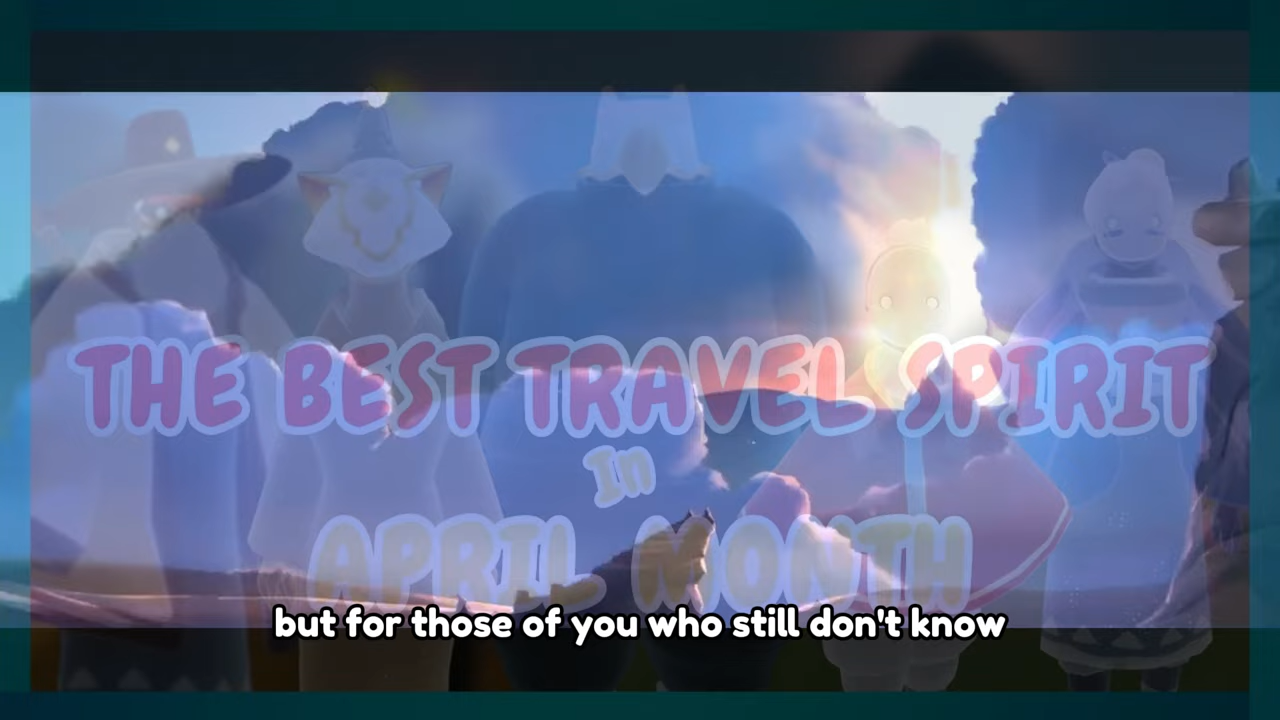 THE BEST TRAVEL SPIRIT
In
APRIL MONTH
but for those of you who still don't know